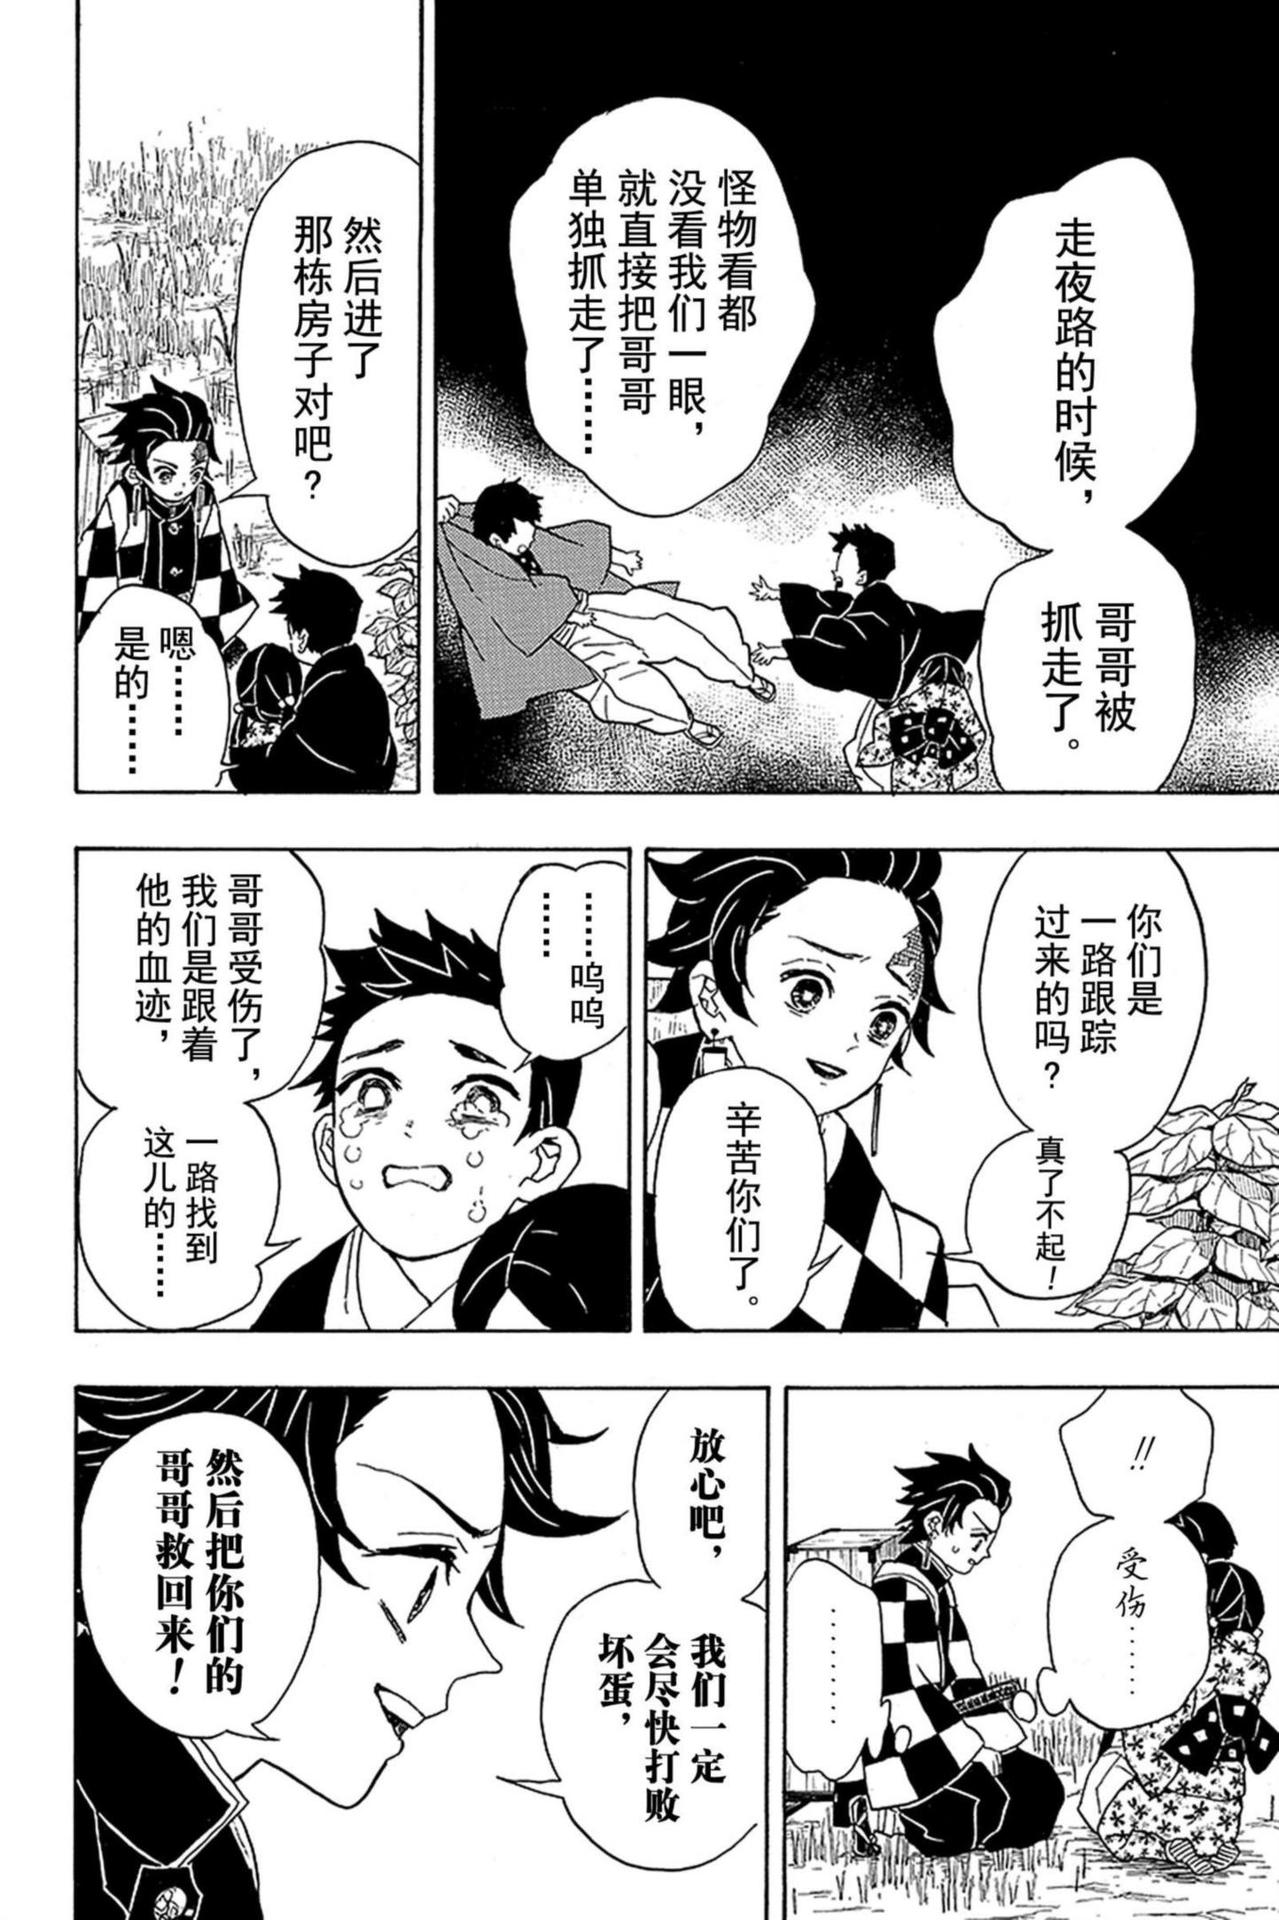 走夜路的时候，
哥哥被
抓走了。
怪物看都
没看我们一眼，
就直接把哥哥
单独抓走了……
然后进了
那栋房子对吧？
嗯……
是的……
你们是
一路跟踪
过来的吗？
真了不起！
辛苦你们了。
……呜呜
……
哥哥受伤了，
我们是跟着
他的血迹，
一路找到
这儿的……
！！
受伤……
………
放心吧，
我们一定
会尽快打败
坏蛋，
然后把你们的
哥哥救回来！